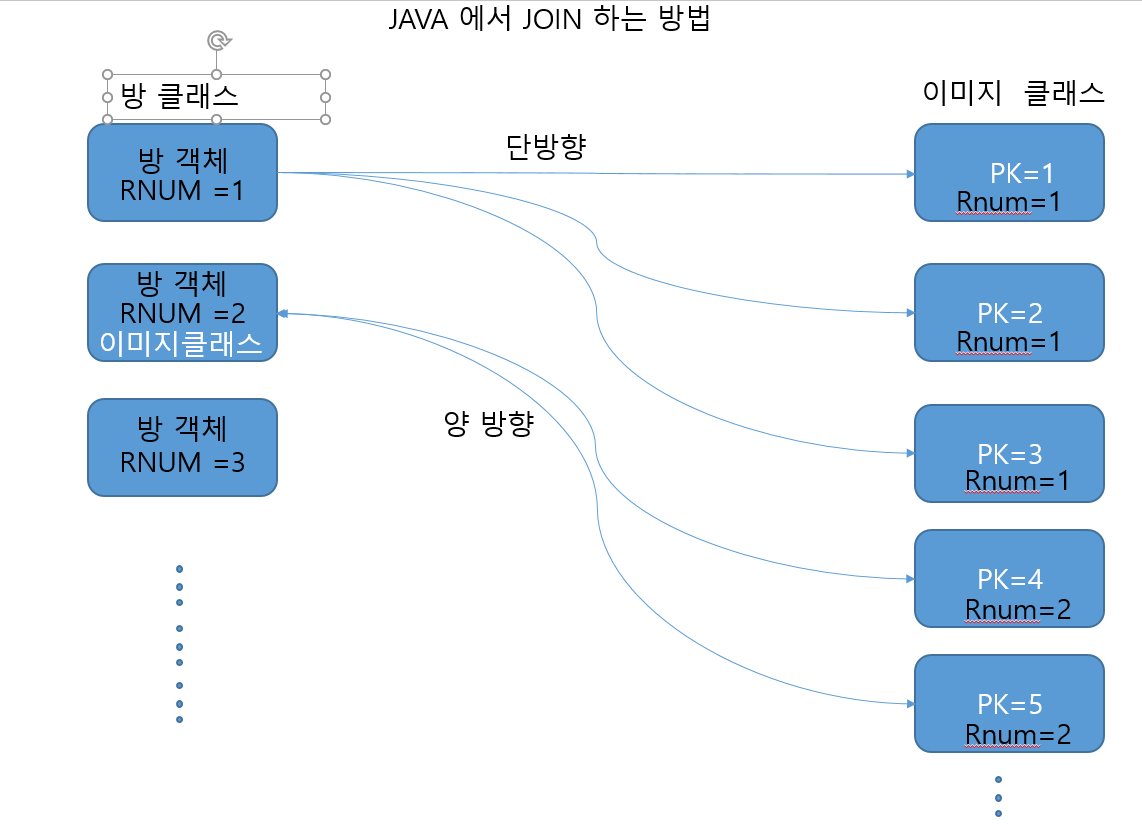 JAVA 에서 JOIN 하는 방법
방 클래스
이미지 클래스
방 객체
RNUM =1
단방향
PK=1
Rnum=1
방 객체
RNUM =2
이미지클래스
PK=2
Rnum=1
방 객체
RNUM =3
양 방향
PK=3
Rnum=1
PK=4
Rnum=2
PK=5
Rnum=2